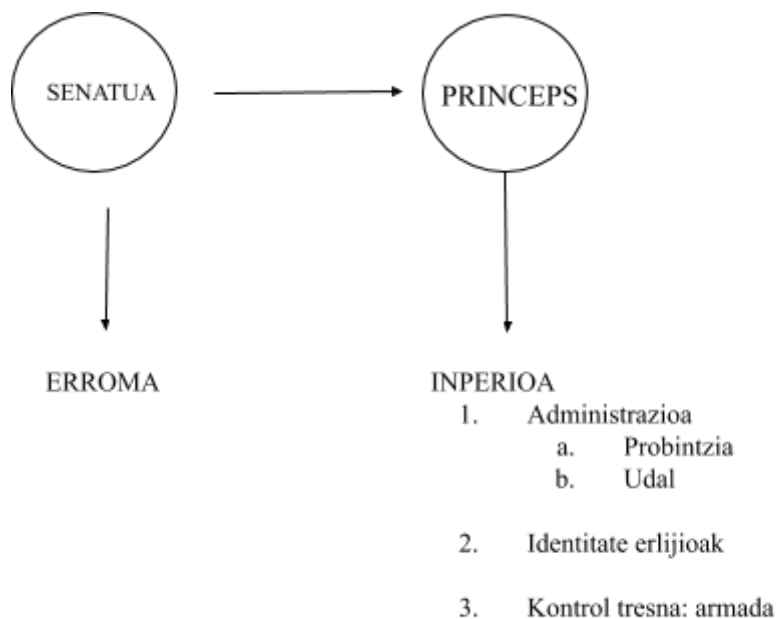 SENATUA
PRINCEPS
ERROMA
INPERIOA
1. Administrazioa
a. Probintzia
b. Udal
2. Identitate erlijioak
3. Kontrol tresna: armada